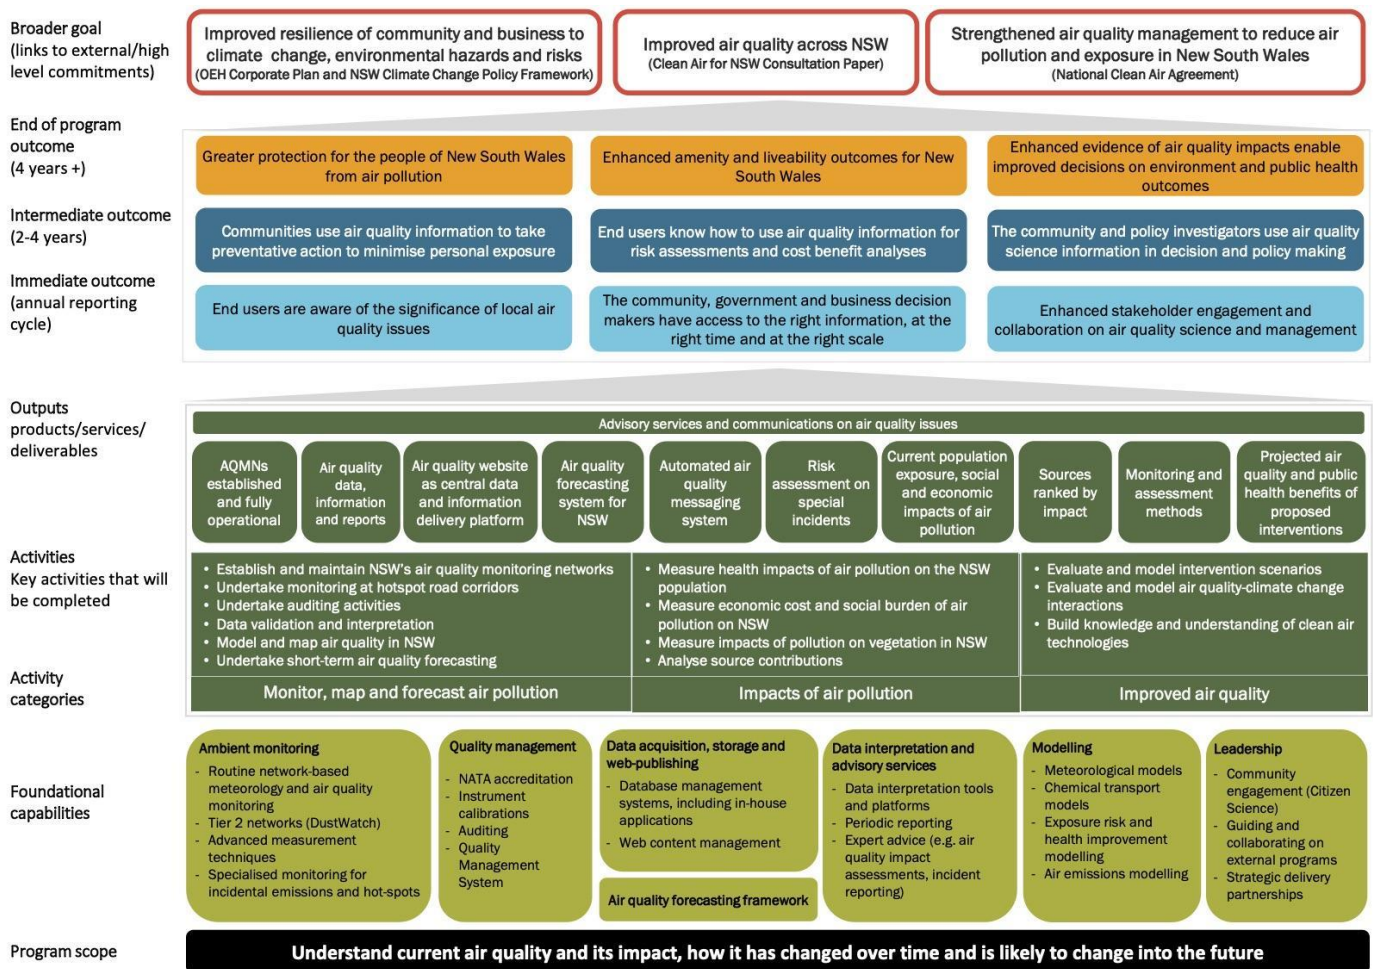 Broader goal
(links to external/high
level commitments)
Improved resilience of community and business to
climate change, environmental hazards and risks
(OEH Corporate Plan and NSW Climate Change Policy Framework)
Improved air quality across NSW
(Clean Air for NSW Consultation Paper)
Strengthened air quality management to reduce air
pollution and exposure in New South Wales
(National Clean Air Agreement)
End of program
outcome
(4 years +)
Greater protection for the people of New South Wales
from air pollution
Enhanced amenity and liveability outcomes for New
South Wales
Enhanced evidence of air quality impacts enable
improved decisions on environment and public health
outcomes
Intermediate outcome
(2-4 years)
Communities use air quality information to take
preventative action to minimise personal exposure
End users know how to use air quality information for
risk assessments and cost benefit analyses
The community and policy investigators use air quality
science information in decision and policy making
Immediate outcome
(annual reporting
cycle)
End users are aware of the significance of local air
quality issues
The community, government and business decision
makers have access to the right information, at the
right time and at the right scale
Enhanced stakeholder engagement and
collaboration on air quality science and management
Outputs
products/services/
deliverables
Advisory services and communications on air quality issues
AQMNs
established
and fully
operational
Air quality
data,
information
and reports
Air quality website
as central data
and information
delivery platform
Air quality
forecasting
system for
NSW
Automated air
quality
messaging
system
Risk
assessment on
special
incidents
Current population
exposure, social
and economic
impacts of air
pollution
Sources
ranked by
impact
Monitoring and
assessment
methods
Projected air
quality and public
health benefits of
proposed
interventions
Activities
Key activities that will
be completed
• Establish and maintain NSW's air quality monitoring networks
• Undertake monitoring at hotspot road corridors
• Undertake auditing activities
• Data validation and interpretation
• Model and map air quality in NSW
• Undertake short-term air quality forecasting
• Measure health impacts of air pollution on the NSW
population
• Measure economic cost and social burden of air
pollution on NSW
• Measure impacts of pollution on vegetation in NSW
• Analyse source contributions
• Evaluate and model intervention scenarios
• Evaluate and model air quality-climate change
interactions
• Build knowledge and understanding of clean air
technologies
Activity
categories
Monitor, map and forecast air pollution
Impacts of air pollution
Improved air quality
Foundational
capabilities
Ambient monitoring
- Routine network-based
meteorology and air quality
monitoring
- Tier 2 networks (DustWatch)
- Advanced measurement
techniques
- Specialised monitoring for
incidental emissions and hot-spots
Quality management
- NATA accreditation
- Instrument
calibrations
- Auditing
- Quality
Management
System
Data acquisition, storage and
web-publishing
- Database management
systems, including in-house
applications
- Web content management
Air quality forecasting framework
Data interpretation and
advisory services
- Data interpretation tools
and platforms
- Periodic reporting
- Expert advice (e.g. air
quality impact
assessments, incident
reporting)
Modelling
- Meteorological models
- Chemical transport
models
- Exposure risk and
health improvement
modelling
- Air emissions modelling
Leadership
- Community
engagement (Citizen
Science)
- Guiding and
collaborating on
external programs
- Strategic delivery
partnerships
Program scope
Understand current air quality and its impact, how it has changed over time and is likely to change into the future